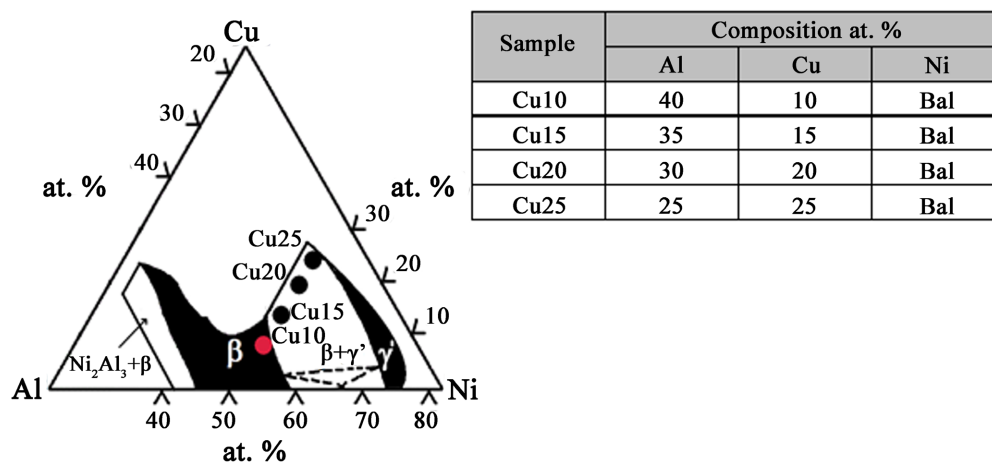 Cu
20
30
40
at. %
at. %
30
20
10
Cu25
Cu20
Cu15
Cu10
β
β+γ’
γ’
Ni2Al3+β
Al
Ni
40
50
60
70
80
at. %
Sample
Composition at. %
Al
Cu
Ni
Cu10
40
10
Bal
Cu15
35
15
Bal
Cu20
30
20
Bal
Cu25
25
25
Bal